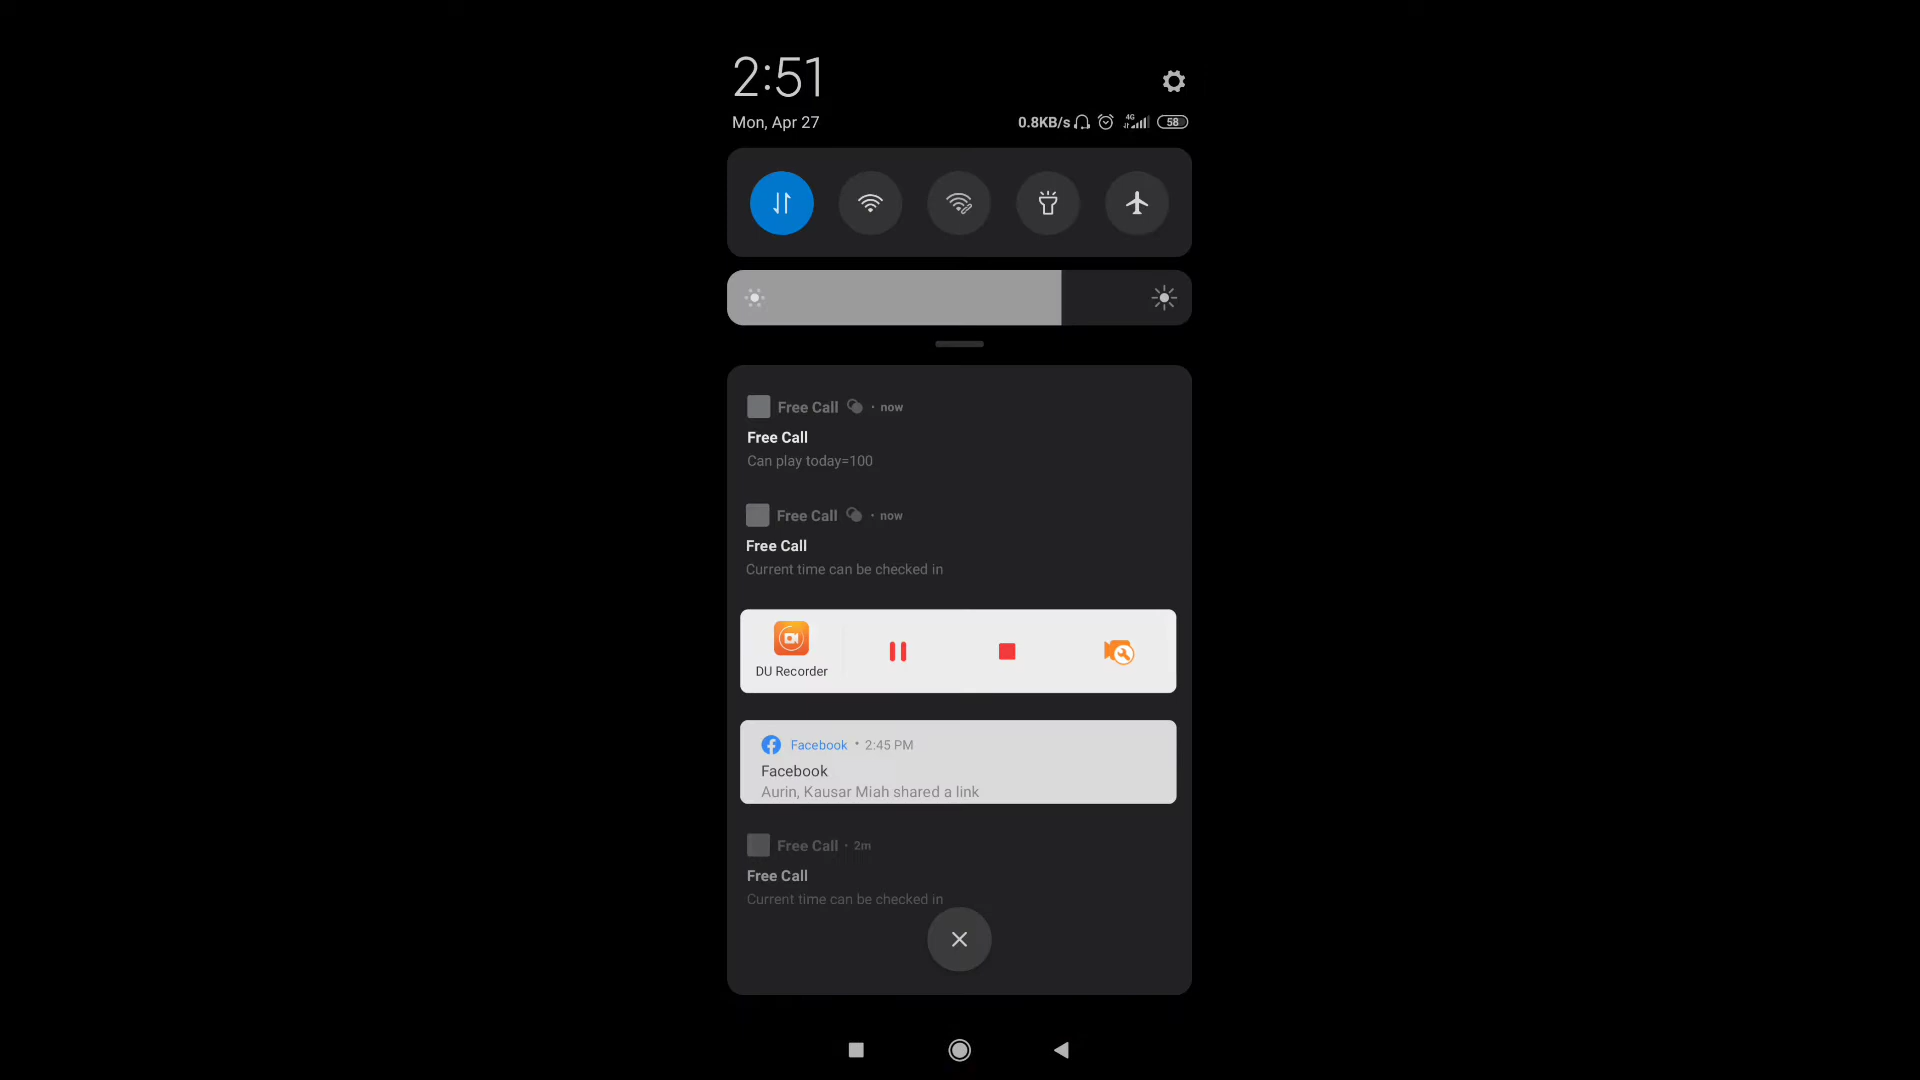 2:51
Mon, Apr 27
0.8KB/s 4G 58
Free Call · now
Free Call
Can play today=100
Free Call · now
Free Call
Current time can be checked in
DU Recorder
Facebook • 2:45 PM
Facebook
Aurin, Kausar Miah shared a link
Free Call · 2m
Free Call
Current time can be checked in